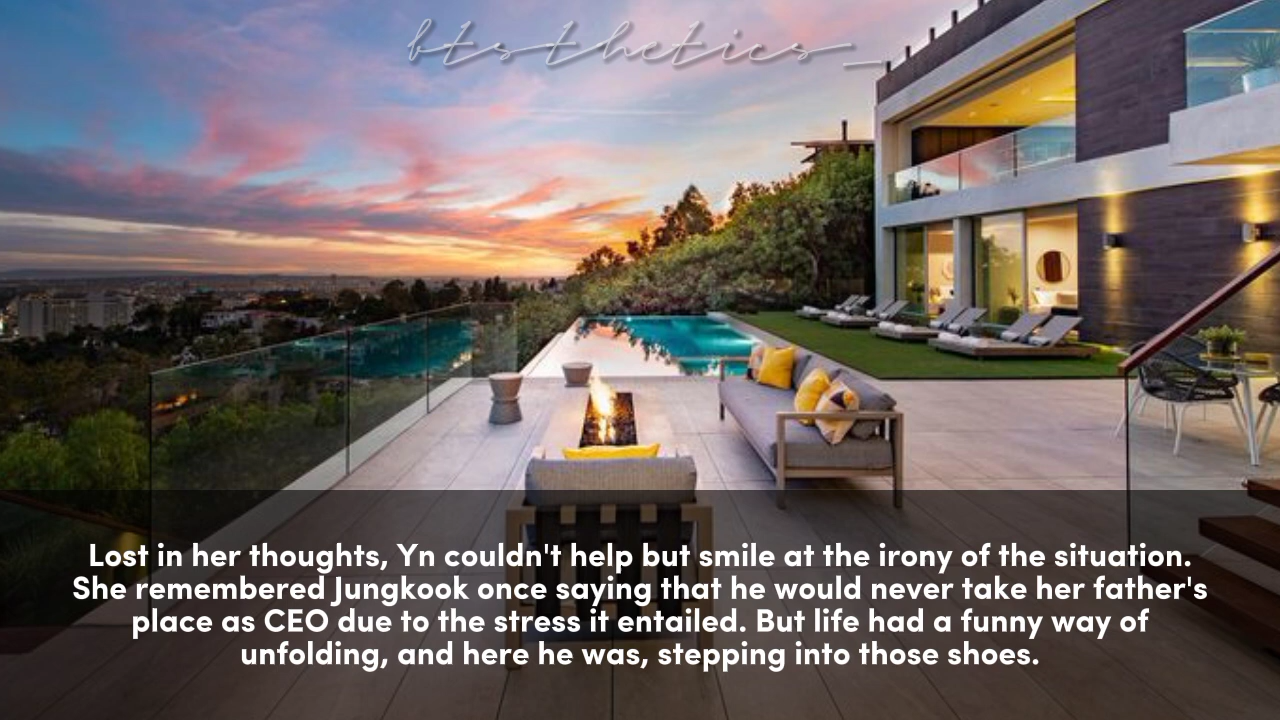 btsthetics_
Lost in her thoughts, Yn couldn't help but smile at the irony of the situation.
She remembered Jungkook once saying that he would never take her father's
place as CEO due to the stress it entailed. But life had a funny way of
unfolding, and here he was, stepping into those shoes.